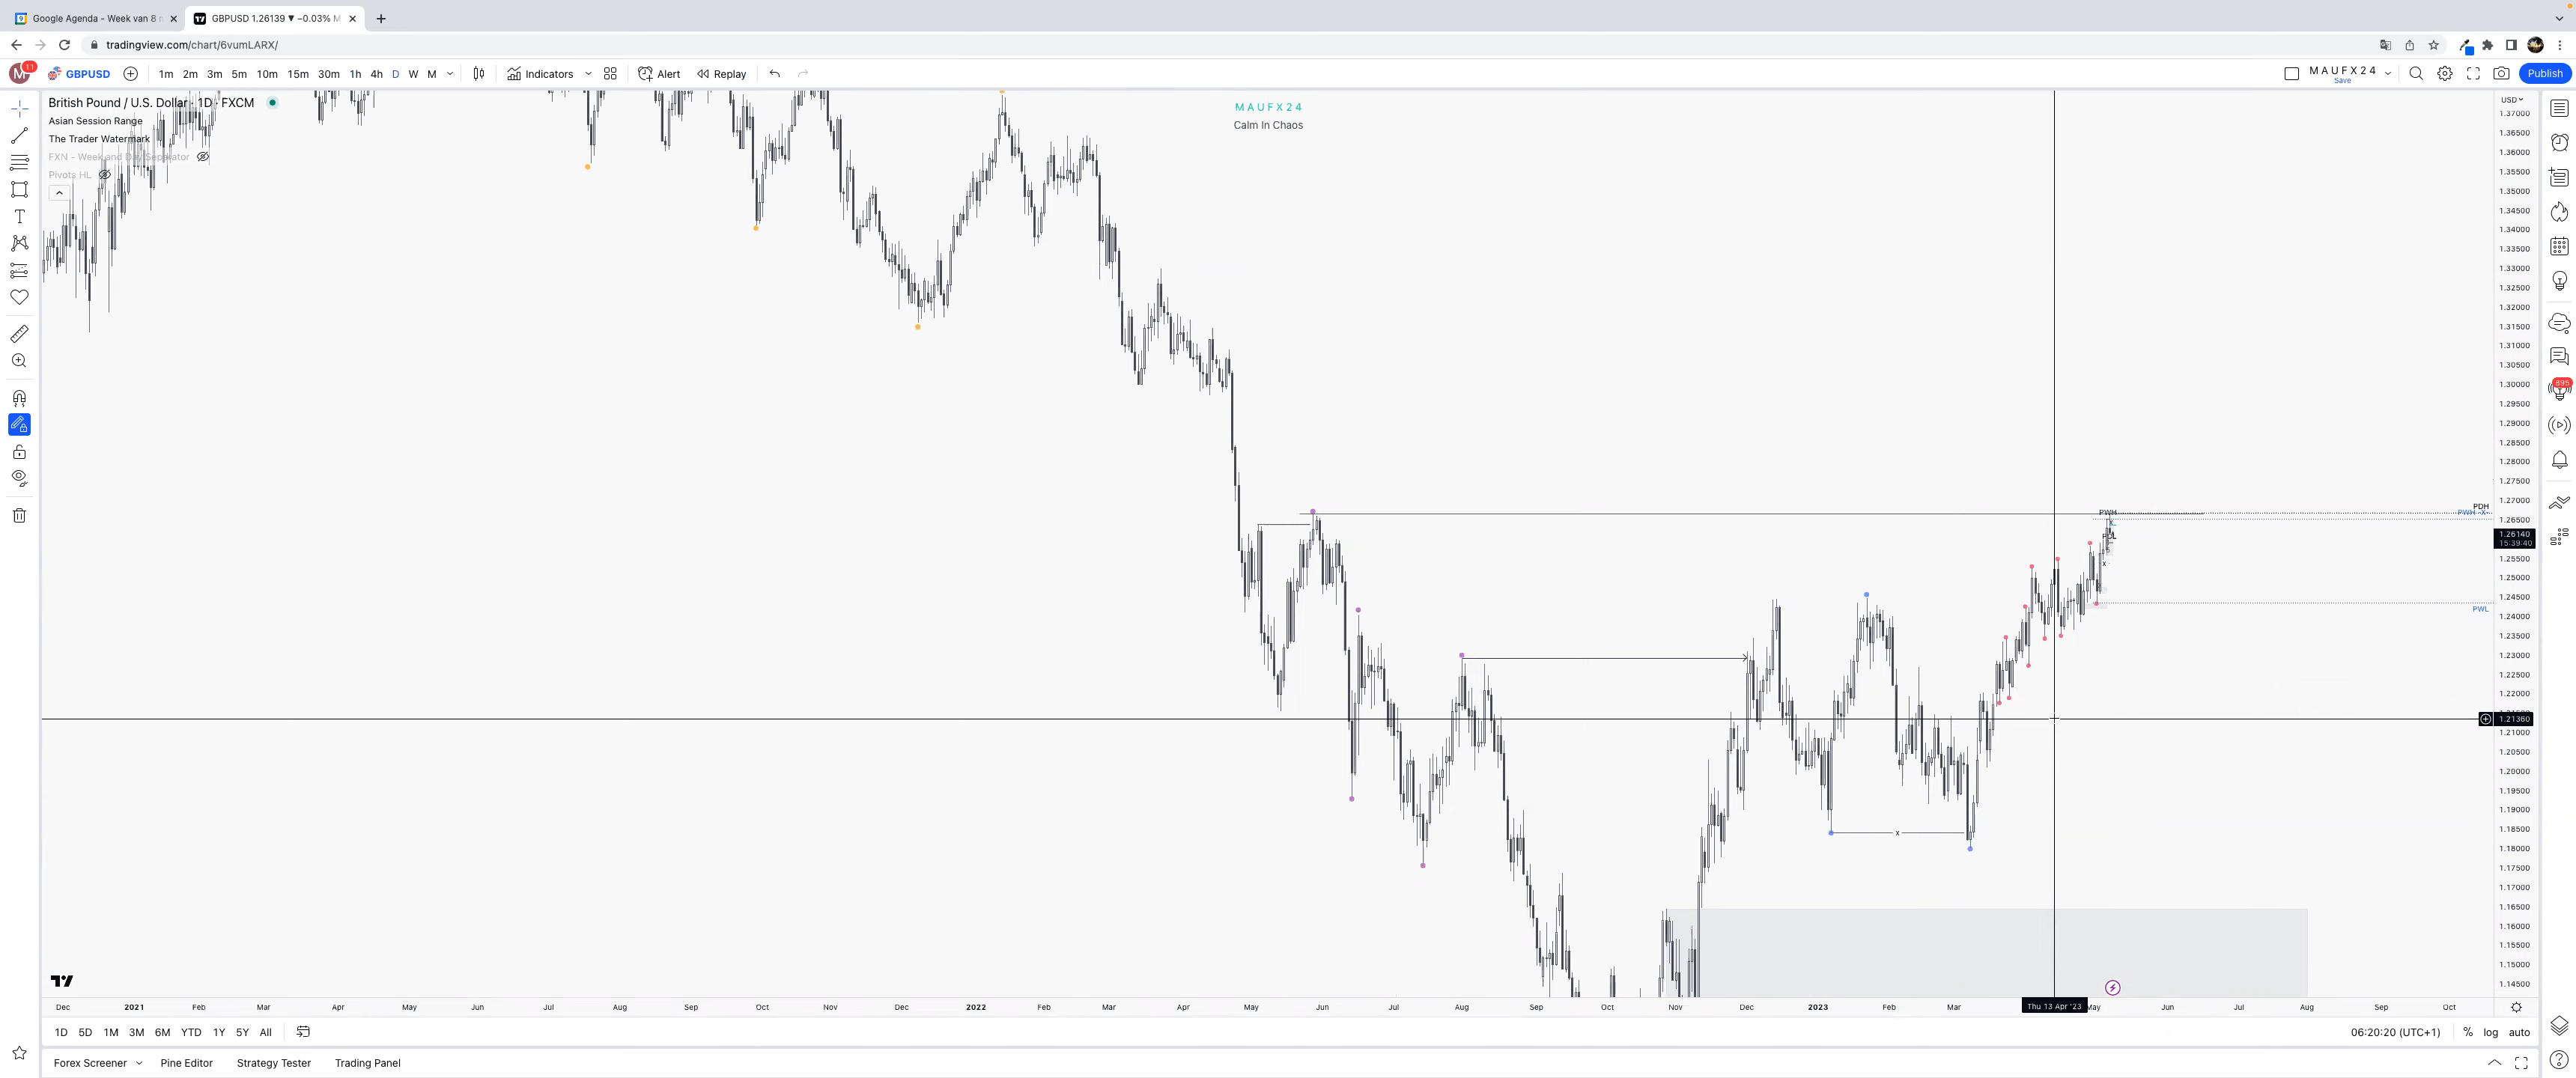 Google Agenda - Week van 8
GBPUSD 1.26139 ▼ −0.03% M
tradingview.com/chart/6vumLARX/
M 11 GBPUSD 1m 2m 3m 5m 10m 15m 30m 1h 4h D W M Indicators Alert Replay MAUFX24 Save Publish
British Pound / U.S. Dollar · 1D · FXCM
Asian Session Range
The Trader Watermark
FXN - Week and Day Separator
Pivots HL
MAUFX24
Calm In Chaos
USD
1.37000
1.36500
1.36000
1.35500
1.35000
1.34500
1.34000
1.33500
1.33000
1.32500
1.32000
1.31500
1.31000
1.30500
1.30000
1.29500
1.29000
1.28500
1.28000
1.27500
1.27000
PDH
PWH
1.26500
1.26140
15:39:40
1.25500
1.25000
1.24500
PWL
1.24000
1.23500
1.23000
1.22500
1.22000
1.21360
1.21000
1.20500
1.20000
1.19500
1.19000
x
1.18500
1.18000
1.17500
1.17000
1.16500
1.16000
1.15500
1.15000
1.14500
895
Dec 2021 Feb Mar Apr May Jun Jul Aug Sep Oct Nov Dec 2022 Feb Mar Apr May Jun Jul Aug Sep Oct Nov Dec 2023 Feb Mar Thu 13 Apr '23 May Jun Jul Aug Sep Oct
1D 5D 1M 3M 6M YTD 1Y 5Y All 06:20:20 (UTC+1) % log auto
Forex Screener Pine Editor Strategy Tester Trading Panel